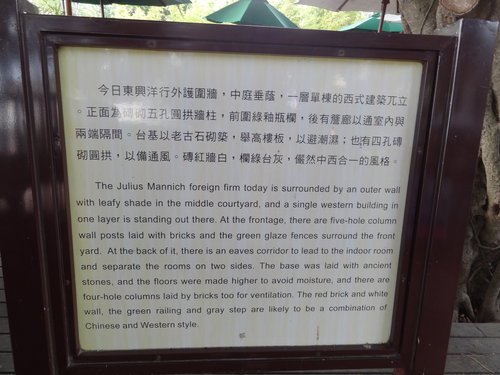 今日東興洋行外護圍牆，中庭垂蔭，一層單棟的西式建築兀立
。正面為磚砌五孔圓拱牆柱，前圍綠釉瓶欄，後有簷廊以通室內與
兩端隔間。台基以老古石砌築，舉高樓板，以避潮濕；也有四孔磚
砌圓拱，以備通風。磚紅牆白，欄綠台灰，儼然中西合一的風格。
The Julius Mannich foreign firm today is surrounded by an outer wall
with leafy shade in the middle courtyard, and a single western building in
one layer is standing out there. At the frontage, there are five-hole column
wall posts laid with bricks and the green glaze fences surround the front
yard. At the back of it, there is an eaves corridor to lead to the indoor room
and separate the rooms on two sides. The base was laid with ancient
stones, and the floors were made higher to avoid moisture, and there are
four-hole columns laid by bricks too for ventilation. The red brick and white
wall, the green railing and gray step are likely to be a combination of
Chinese and Western style.